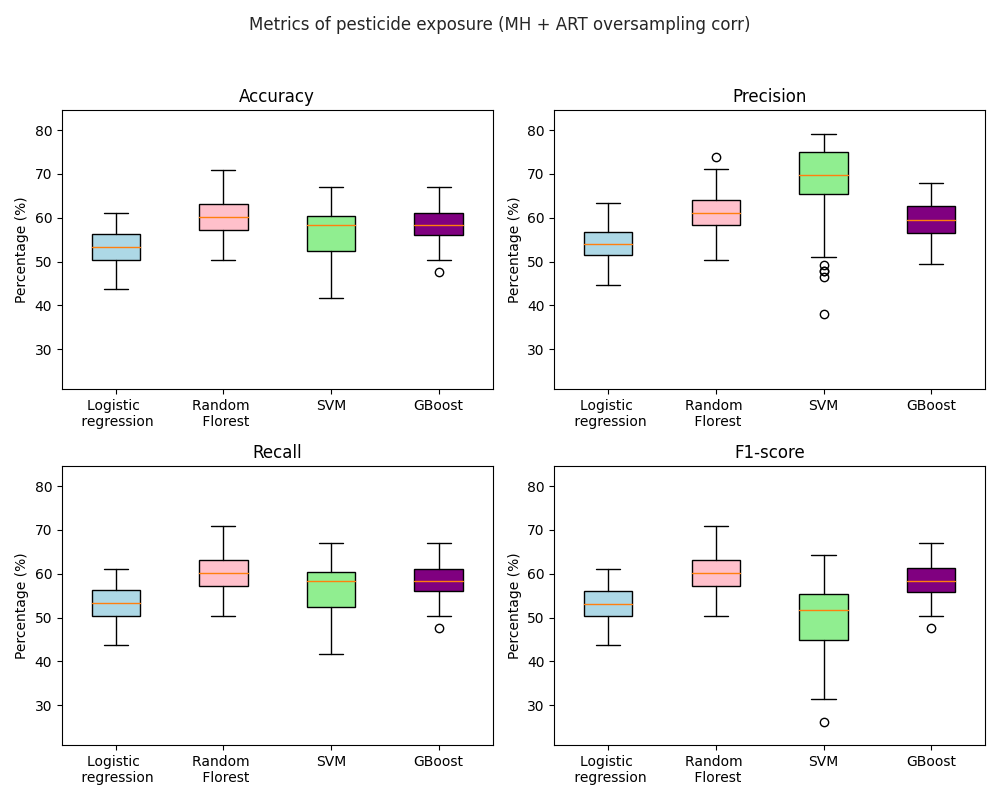 Metrics of pesticide exposure (MH + ART oversampling corr)
Accuracy
Percentage (%)
80
70
60
50
40
30
Logistic
regression
Random
Florest
SVM
GBoost
Precision
Percentage (%)
80
70
60
50
40
30
Logistic
regression
Random
Florest
SVM
GBoost
Recall
Percentage (%)
80
70
60
50
40
30
Logistic
regression
Random
Florest
SVM
GBoost
F1-score
Percentage (%)
80
70
60
50
40
30
Logistic
regression
Random
Florest
SVM
GBoost